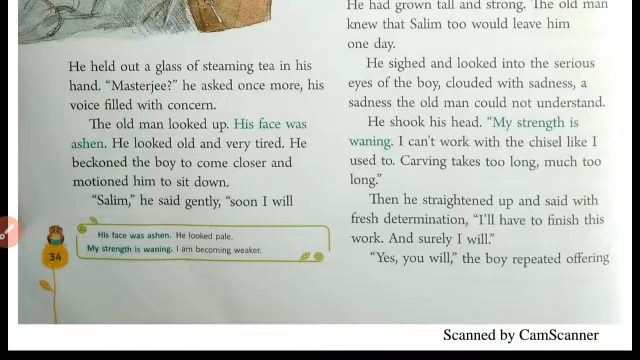 He held out a glass of steaming tea in his
hand. “Masterjee?” he asked once more, his
voice filled with concern.
The old man looked up. His face was
ashen. He looked old and very tired. He
beckoned the boy to come closer and
motioned him to sit down.
“Salim,” he said gently, “soon I will
His face was ashen. He looked pale.
My strength is waning. I am becoming weaker.
34
He had grown tall and strong. The old man
knew that Salim too would leave him
one day.
He sighed and looked into the serious
eyes of the boy, clouded with sadness, a
sadness the old man could not understand.
He shook his head. “My strength is
waning. I can’t work with the chisel like I
used to. Carving takes too long, much too
long.”
Then he straightened up and said with
fresh determination, “I’ll have to finish this
work. And surely I will.”
“Yes, you will,” the boy repeated offering
Scanned by CamScanner